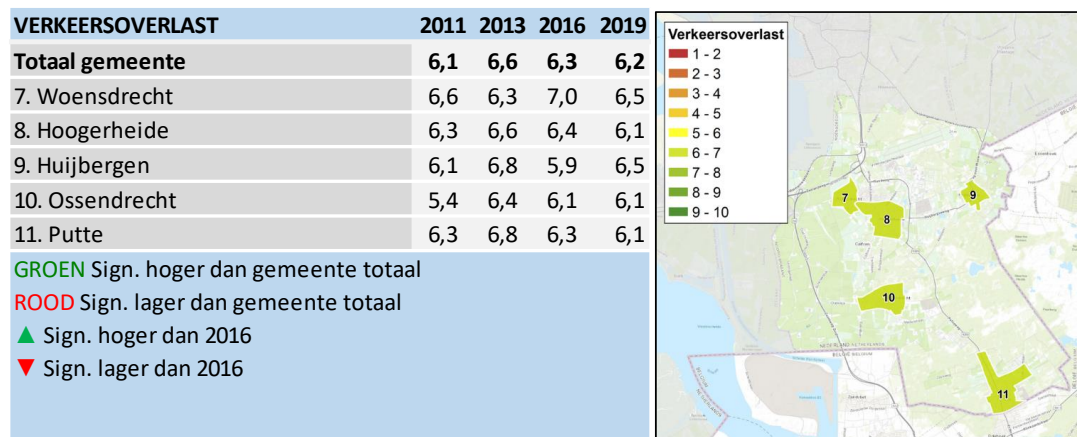 VERKEERSOVERLAST 2011 2013 2016 2019
Totaal gemeente 6,1 6,6 6,3 6,2
7. Woensdrecht 6,6 6,3 7,0 6,5
8. Hoogerheide 6,3 6,6 6,4 6,1
9. Huijbergen 6,1 6,8 5,9 6,5
10. Ossendrecht 5,4 6,4 6,1 6,1
11. Putte 6,3 6,8 6,3 6,1
GROEN Sign. hoger dan gemeente totaal
ROOD Sign. lager dan gemeente totaal
▲ Sign. hoger dan 2016
▼ Sign. lager dan 2016
Verkeersoverlast
1 - 2
2 - 3
3 - 4
4 - 5
5 - 6
6 - 7
7 - 8
8 - 9
9 - 10
7
8
9
10
11